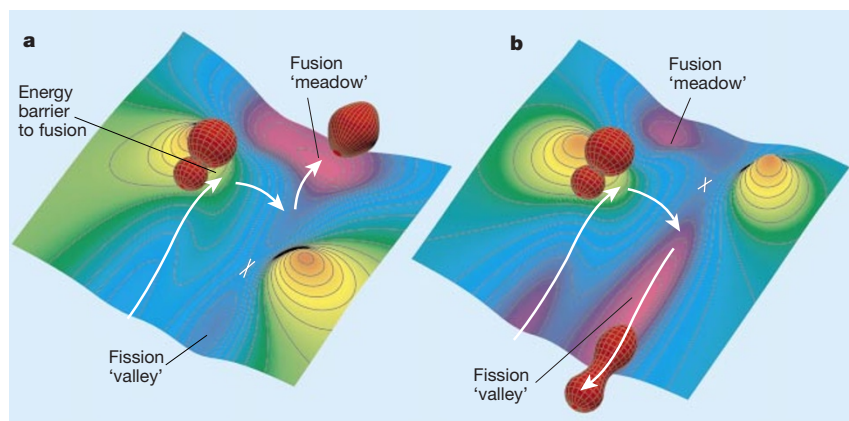 a
Energy
barrier
to fusion
Fusion
‘meadow’
Fission
‘valley’
X
b
Fusion
‘meadow’
X
Fission
‘valley’